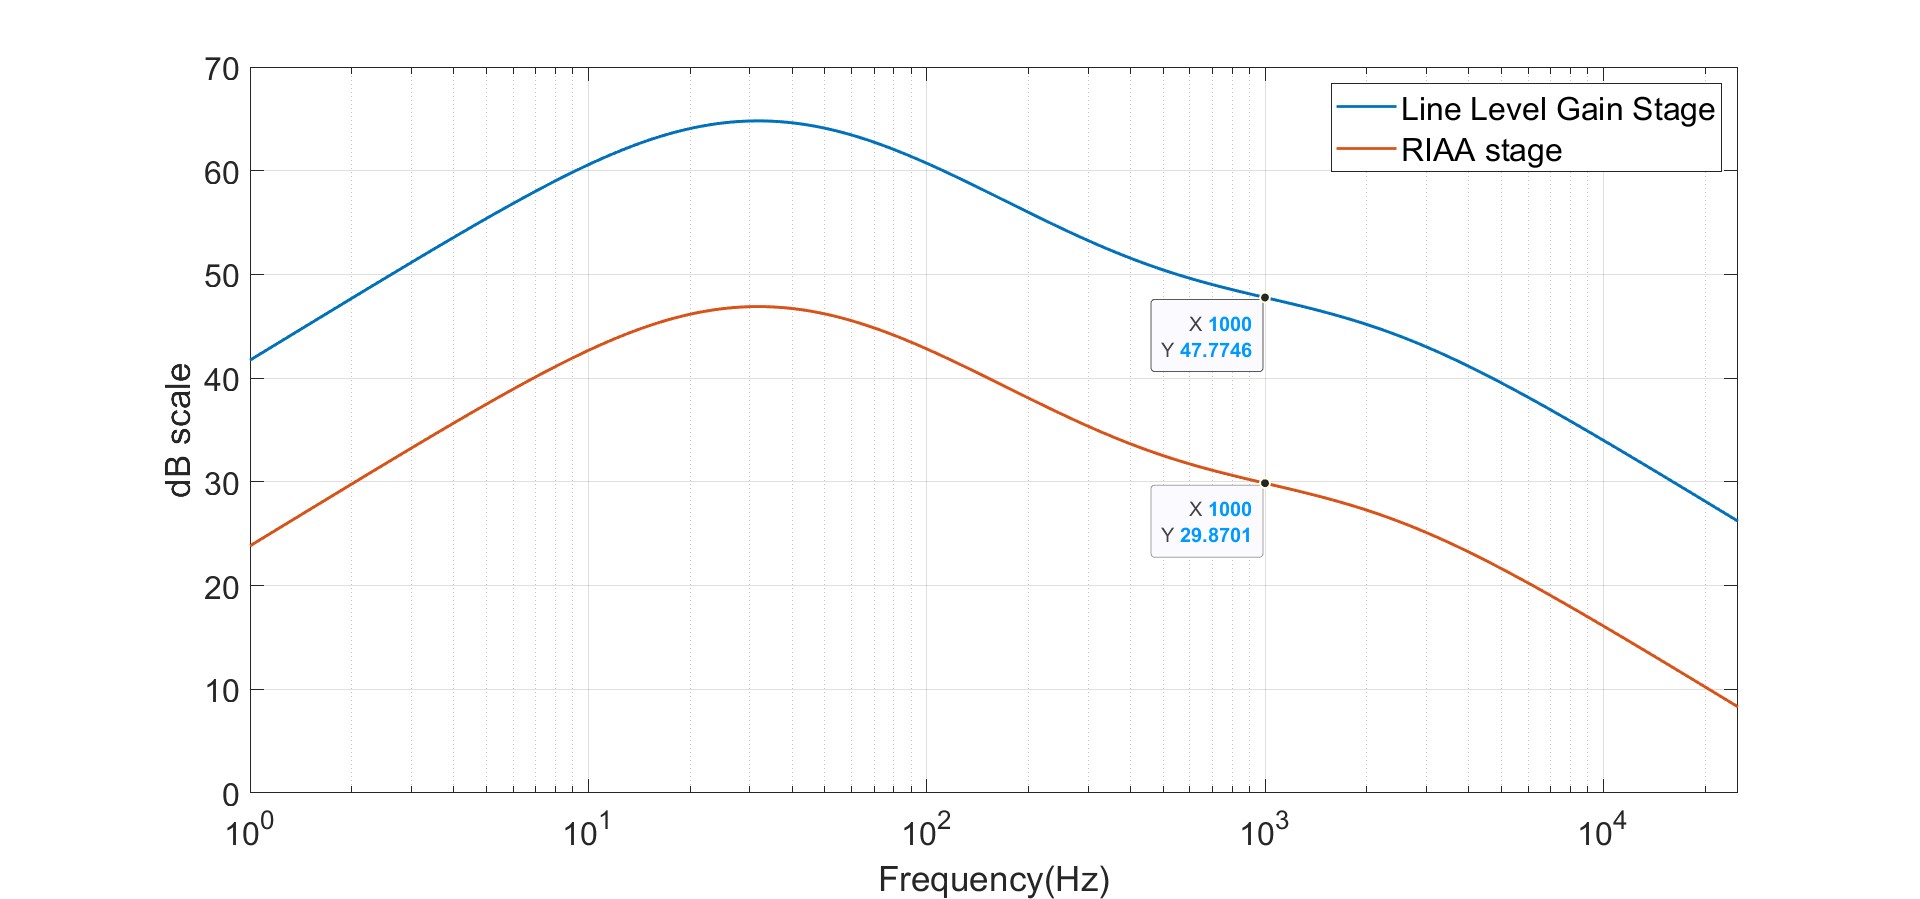 70
60
50
40
30
20
10
0
dB scale
Line Level Gain Stage
RIAA stage
X 1000
Y 47.7746
X 1000
Y 29.8701
10^0 10^1 10^2 10^3 10^4
Frequency(Hz)